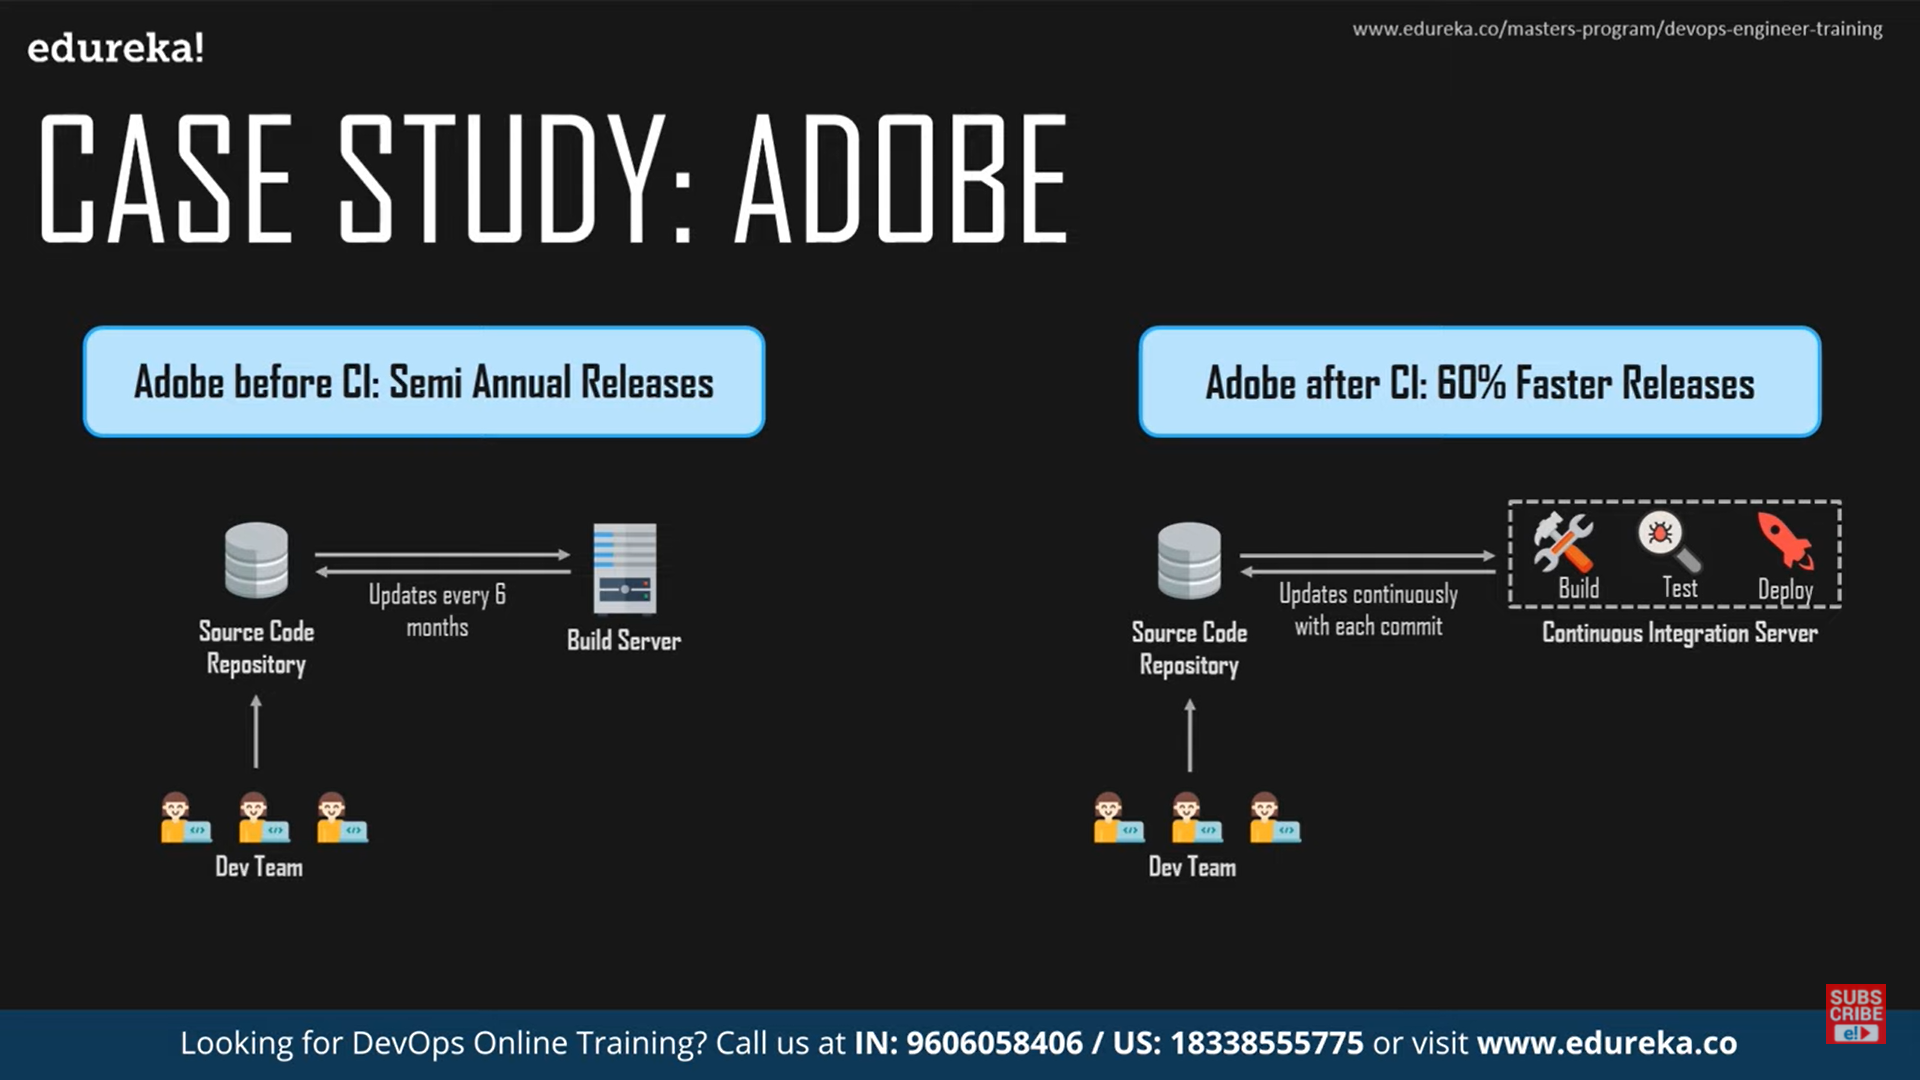 edureka!
www.edureka.co/masters-program/devops-engineer-training
CASE STUDY: ADOBE
Adobe before CI: Semi Annual Releases
Source Code
Repository
Updates every 6
months
Build Server
Dev Team
Adobe after CI: 60% Faster Releases
Source Code
Repository
Updates continuously
with each commit
Build
Test
Deploy
Continuous Integration Server
Dev Team
SUBS
CRIBE
e!
Looking for DevOps Online Training? Call us at IN: 9606058406 / US: 18338555775 or visit www.edureka.co